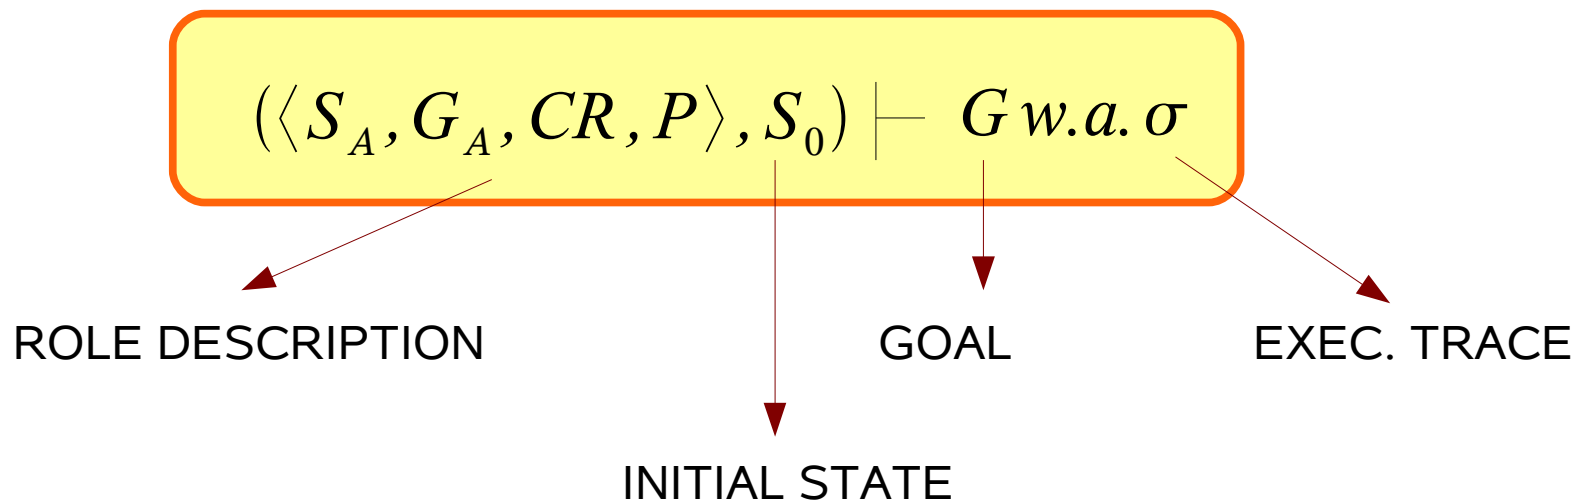 (⟨S_A, G_A, CR, P⟩, S_0) ⊢ G w.a. σ
ROLE DESCRIPTION
GOAL
EXEC. TRACE
INITIAL STATE